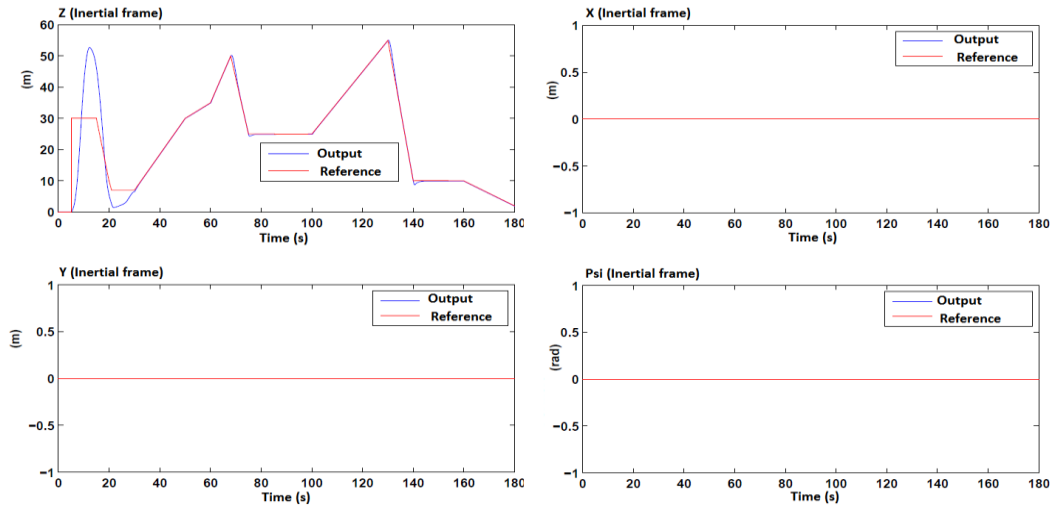 Z (Inertial frame)
60
50
40
30
20
10
0
(m)
Output
Reference
0 20 40 60 80 100 120 140 160 180
Time (s)
X (Inertial frame)
1
0.5
0
−0.5
−1
(m)
Output
Reference
0 20 40 60 80 100 120 140 160 180
Time (s)
Y (Inertial frame)
1
0.5
0
−0.5
−1
(m)
Output
Reference
0 20 40 60 80 100 120 140 160 180
Time (s)
Psi (Inertial frame)
1
0.5
0
−0.5
−1
(rad)
Output
Reference
0 20 40 60 80 100 120 140 160 180
Time (s)